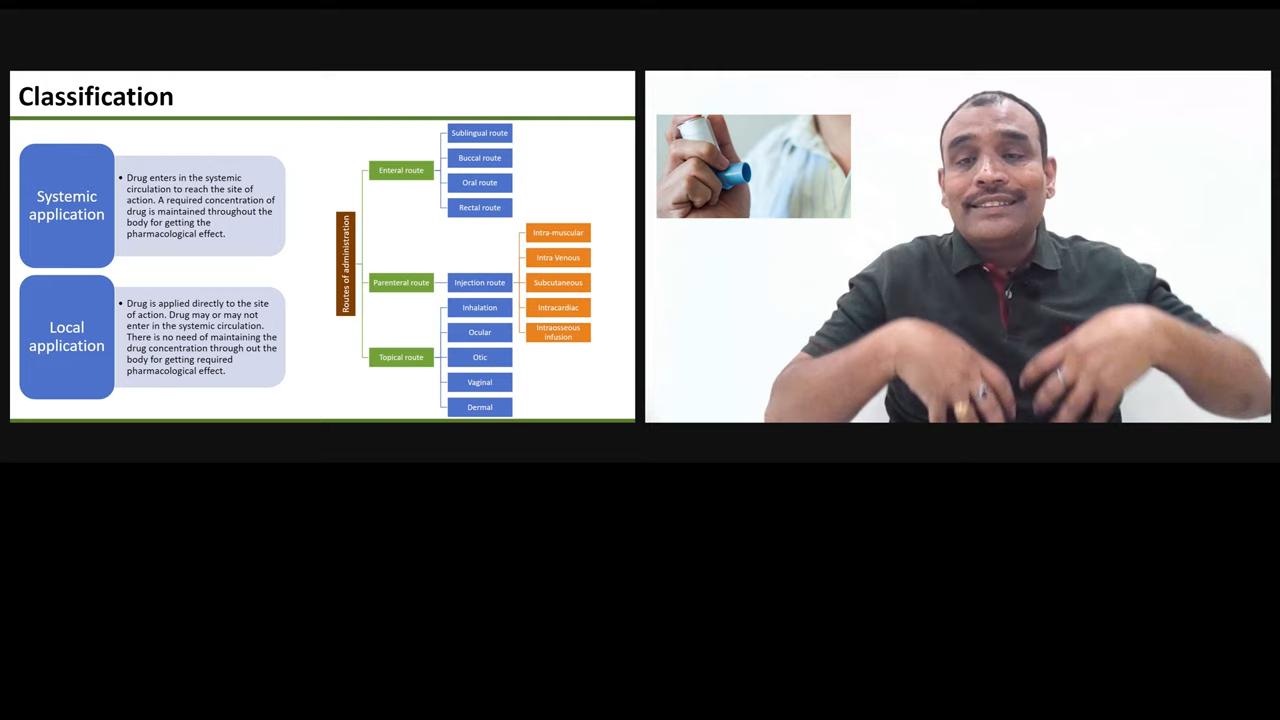 Classification
Systemic
application
• Drug enters in the systemic
circulation to reach the site of
action. A required concentration of
drug is maintained throughout the
body for getting the
pharmacological effect.
Local
application
• Drug is applied directly to the site
of action. Drug may or may not
enter in the systemic circulation.
There is no need of maintaining the
drug concentration through out the
body for getting required
pharmacological effect.
Routes of administration
Enteral route
Sublingual route
Buccal route
Oral route
Rectal route
Parenteral route
Injection route
Intra-muscular
Intra Venous
Subcutaneous
Intracardiac
Intraosseous
infusion
Topical route
Inhalation
Ocular
Otic
Vaginal
Dermal